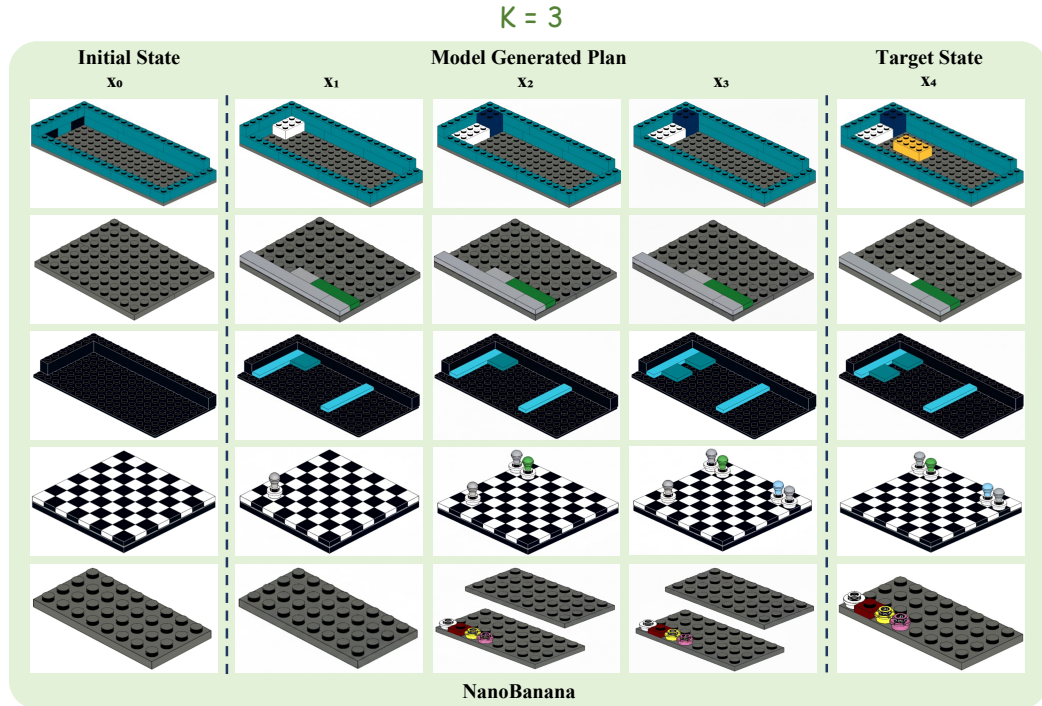 K = 3
Initial State
Model Generated Plan
Target State
x₀
x₁
x₂
x₃
x₄
NanoBanana